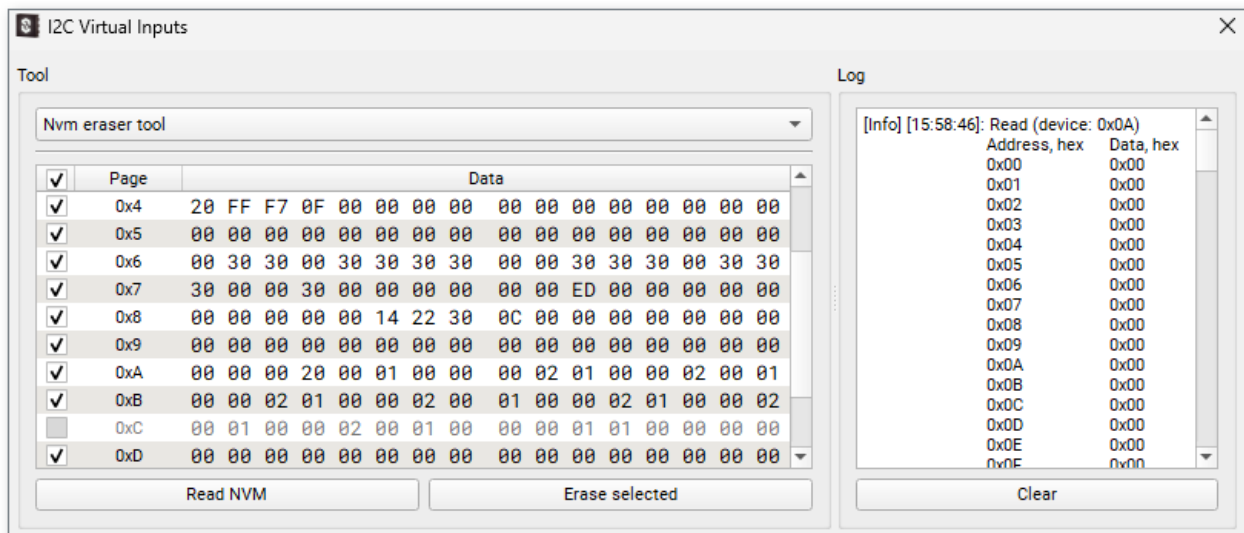 I2C Virtual Inputs
Tool
Nvm eraser tool
Page Data
0x4 20 FF F7 0F 00 00 00 00 00 00 00 00 00 00 00 00
0x5 00 00 00 00 00 00 00 00 00 00 00 00 00 00 00 00
0x6 00 30 30 00 30 30 30 30 00 00 30 30 30 00 30 30
0x7 30 00 00 30 00 00 00 00 00 00 ED 00 00 00 00 00
0x8 00 00 00 00 00 14 22 30 0C 00 00 00 00 00 00 00
0x9 00 00 00 00 00 00 00 00 00 00 00 00 00 00 00 00
0xA 00 00 00 20 00 01 00 00 00 02 01 00 00 02 00 01
0xB 00 00 02 01 00 00 02 00 01 00 00 02 01 00 00 02
0xC 00 01 00 00 02 00 01 00 00 00 01 01 00 00 00 00
0xD 00 00 00 00 00 00 00 00 00 00 00 00 00 00 00 00
Read NVM
Erase selected
Log
[Info] [15:58:46]: Read (device: 0x0A)
Address, hex Data, hex
0x00 0x00
0x01 0x00
0x02 0x00
0x03 0x00
0x04 0x00
0x05 0x00
0x06 0x00
0x07 0x00
0x08 0x00
0x09 0x00
0x0A 0x00
0x0B 0x00
0x0C 0x00
0x0D 0x00
0x0E 0x00
0x0F 0x00
Clear